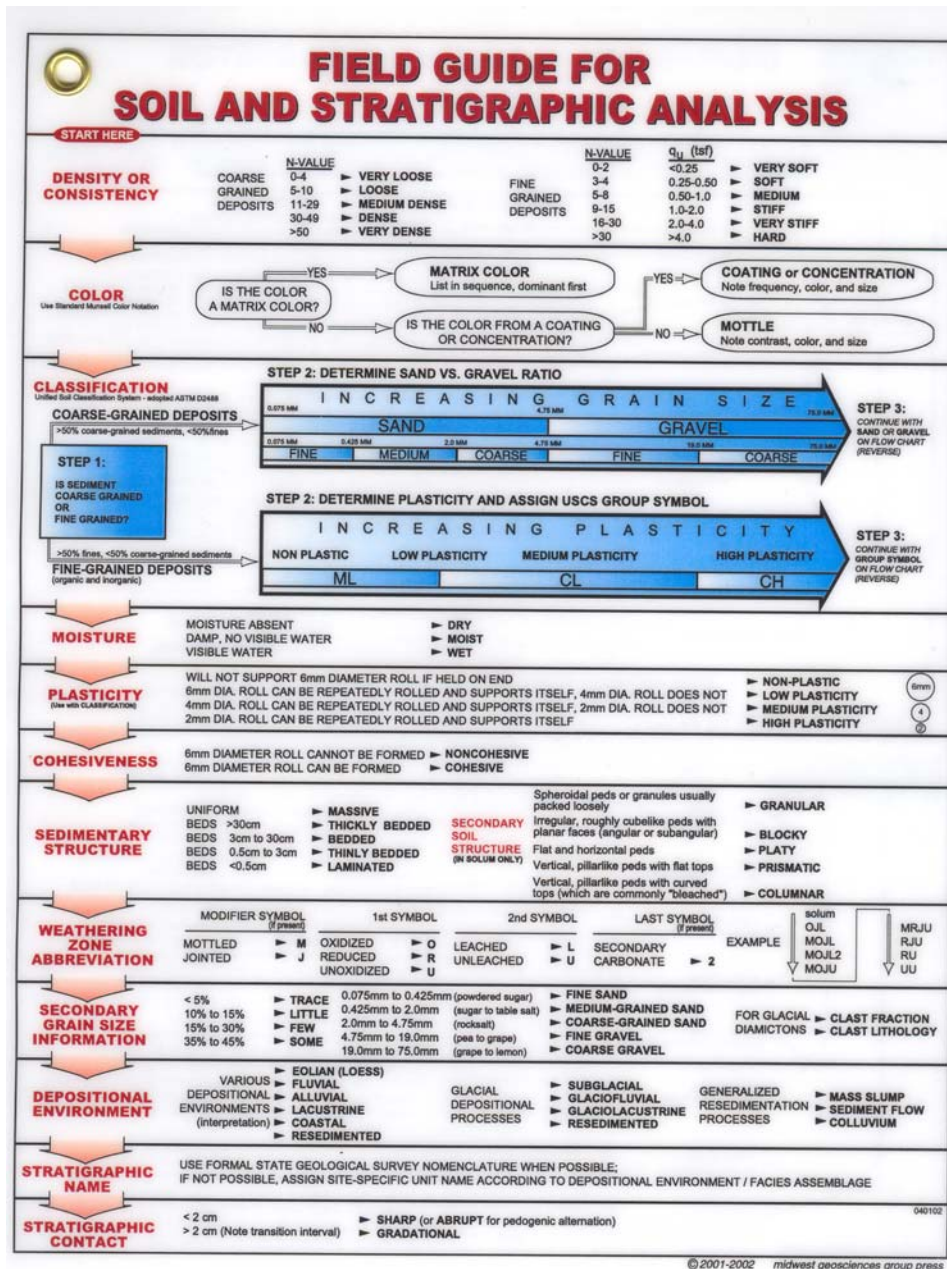 FIELD GUIDE FOR
SOIL AND STRATIGRAPHIC ANALYSIS
START HERE
DENSITY OR
CONSISTENCY
COARSE
GRAINED
DEPOSITS
N-VALUE
0-4 ► VERY LOOSE
5-10 ► LOOSE
11-29 ► MEDIUM DENSE
30-49 ► DENSE
>50 ► VERY DENSE
FINE
GRAINED
DEPOSITS
N-VALUE qu (tsf)
0-2 <0.25 ► VERY SOFT
3-4 0.25-0.50 ► SOFT
5-8 0.50-1.0 ► MEDIUM
9-15 1.0-2.0 ► STIFF
16-30 2.0-4.0 ► VERY STIFF
>30 >4.0 ► HARD
COLOR
Use Standard Munsell Color Notation
IS THE COLOR
A MATRIX COLOR?
YES
MATRIX COLOR
List in sequence, dominant first
NO
IS THE COLOR FROM A COATING
OR CONCENTRATION?
YES
COATING or CONCENTRATION
Note frequency, color, and size
NO
MOTTLE
Note contrast, color, and size
CLASSIFICATION
Unified Soil Classification System - adopted ASTM D2488
COARSE-GRAINED DEPOSITS
>50% coarse-grained sediments, <50%fines
STEP 1:
IS SEDIMENT
COARSE GRAINED
OR
FINE GRAINED?
>50% fines, <50% coarse-grained sediments
FINE-GRAINED DEPOSITS
(organic and inorganic)
STEP 2: DETERMINE SAND VS. GRAVEL RATIO
INCREASING GRAIN SIZE
0.075 MM 4.75 MM 75.0 MM
SAND GRAVEL
0.075 MM 0.425 MM 2.0 MM 4.75 MM 19.0 MM 75.0 MM
FINE MEDIUM COARSE FINE COARSE
STEP 3:
CONTINUE WITH
SAND OR GRAVEL
ON FLOW CHART
(REVERSE)
STEP 2: DETERMINE PLASTICITY AND ASSIGN USCS GROUP SYMBOL
INCREASING PLASTICITY
NON PLASTIC LOW PLASTICITY MEDIUM PLASTICITY HIGH PLASTICITY
ML CL CH
STEP 3:
CONTINUE WITH
GROUP SYMBOL
ON FLOW CHART
(REVERSE)
MOISTURE
MOISTURE ABSENT ► DRY
DAMP, NO VISIBLE WATER ► MOIST
VISIBLE WATER ► WET
PLASTICITY
(Use with CLASSIFICATION)
WILL NOT SUPPORT 6mm DIAMETER ROLL IF HELD ON END ► NON-PLASTIC
6mm DIA. ROLL CAN BE REPEATEDLY ROLLED AND SUPPORTS ITSELF, 4mm DIA. ROLL DOES NOT ► LOW PLASTICITY
4mm DIA. ROLL CAN BE REPEATEDLY ROLLED AND SUPPORTS ITSELF, 2mm DIA. ROLL DOES NOT ► MEDIUM PLASTICITY
2mm DIA. ROLL CAN BE REPEATEDLY ROLLED AND SUPPORTS ITSELF ► HIGH PLASTICITY
6mm
4
2
COHESIVENESS
6mm DIAMETER ROLL CANNOT BE FORMED ► NONCOHESIVE
6mm DIAMETER ROLL CAN BE FORMED ► COHESIVE
SEDIMENTARY
STRUCTURE
UNIFORM ► MASSIVE
BEDS >30cm ► THICKLY BEDDED
BEDS 3cm to 30cm ► BEDDED
BEDS 0.5cm to 3cm ► THINLY BEDDED
BEDS <0.5cm ► LAMINATED
SECONDARY
SOIL
STRUCTURE
(IN SOLUM ONLY)
Spheroidal peds or granules usually
packed loosely ► GRANULAR
Irregular, roughly cubelike peds with
planar faces (angular or subangular) ► BLOCKY
Flat and horizontal peds ► PLATY
Vertical, pillarlike peds with flat tops ► PRISMATIC
Vertical, pillarlike peds with curved
tops (which are commonly "bleached") ► COLUMNAR
WEATHERING
ZONE
ABBREVIATION
MODIFIER SYMBOL
(if present)
MOTTLED ► M
JOINTED ► J
1st SYMBOL
OXIDIZED ► O
REDUCED ► R
UNOXIDIZED ► U
2nd SYMBOL
LEACHED ► L
UNLEACHED ► U
LAST SYMBOL
(if present)
SECONDARY
CARBONATE ► 2
EXAMPLE
solum
OJL
MOJL
MOJL2
MOJU
MRJU
RJU
RU
UU
SECONDARY
GRAIN SIZE
INFORMATION
< 5% ► TRACE
10% to 15% ► LITTLE
15% to 30% ► FEW
35% to 45% ► SOME
0.075mm to 0.425mm (powdered sugar) ► FINE SAND
0.425mm to 2.0mm (sugar to table salt) ► MEDIUM-GRAINED SAND
2.0mm to 4.75mm (rocksalt) ► COARSE-GRAINED SAND
4.75mm to 19.0mm (pea to grape) ► FINE GRAVEL
19.0mm to 75.0mm (grape to lemon) ► COARSE GRAVEL
FOR GLACIAL ► CLAST FRACTION
DIAMICTONS ► CLAST LITHOLOGY
DEPOSITIONAL
ENVIRONMENT
VARIOUS
DEPOSITIONAL
ENVIRONMENTS
(interpretation)
► EOLIAN (LOESS)
► FLUVIAL
► ALLUVIAL
► LACUSTRINE
► COASTAL
► RESEDIMENTED
GLACIAL
DEPOSITIONAL
PROCESSES
► SUBGLACIAL
► GLACIOFLUVIAL
► GLACIOLACUSTRINE
► RESEDIMENTED
GENERALIZED
RESEDIMENTATION
PROCESSES
► MASS SLUMP
► SEDIMENT FLOW
► COLLUVIUM
STRATIGRAPHIC
NAME
USE FORMAL STATE GEOLOGICAL SURVEY NOMENCLATURE WHEN POSSIBLE;
IF NOT POSSIBLE, ASSIGN SITE-SPECIFIC UNIT NAME ACCORDING TO DEPOSITIONAL ENVIRONMENT / FACIES ASSEMBLAGE
STRATIGRAPHIC
CONTACT
< 2 cm ► SHARP (or ABRUPT for pedogenic alternation)
> 2 cm (Note transition interval) ► GRADATIONAL
040102
©2001-2002 midwest geosciences group press